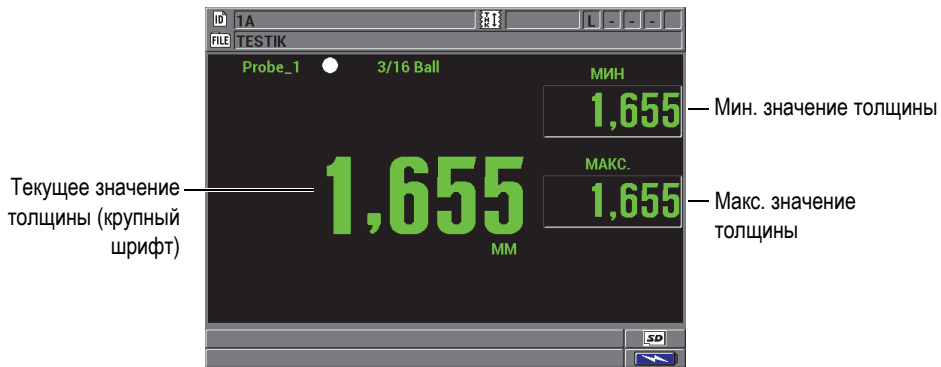 ID 1A L - - -
FILE TESTIK
Probe_1 3/16 Ball
МИН
1,655
Мин. значение толщины
МАКС.
1,655
Макс. значение
толщины
Текущее значение
толщины (крупный
шрифт)
1,655
ММ
SD